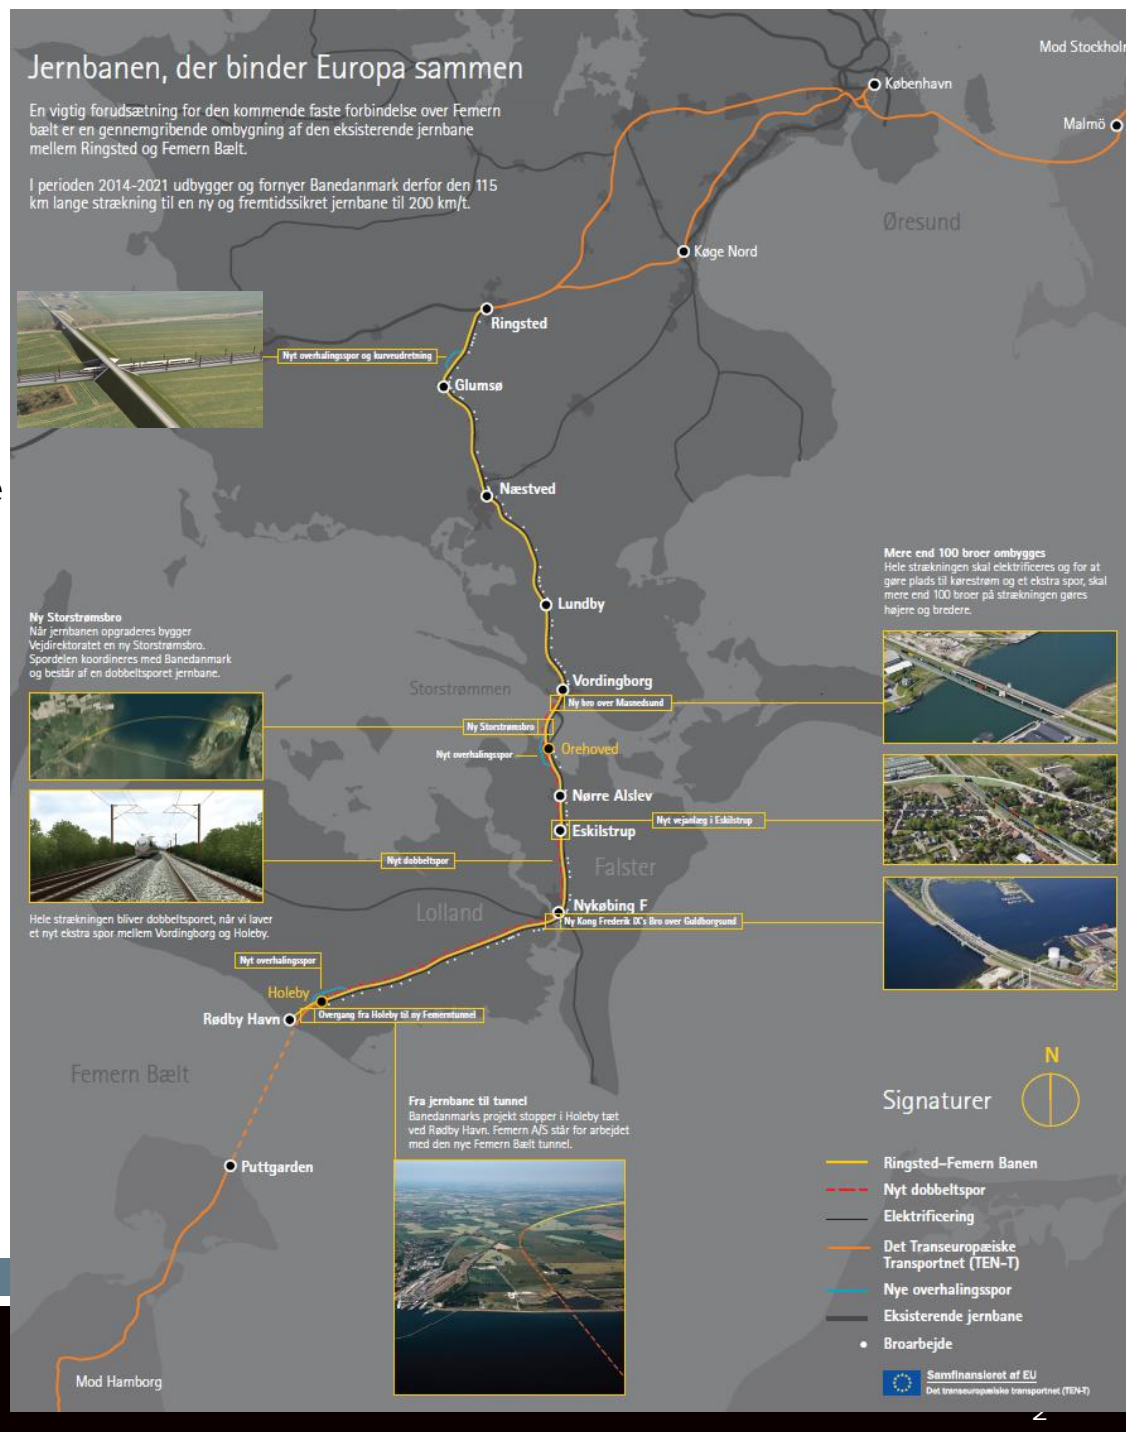 Jernbanen, der binder Europa sammen
En vigtig forudsætning for den kommende faste forbindelse over Femern
bælt er en gennemgribende ombygning af den eksisterende jernbane
mellem Ringsted og Femern Bælt.
I perioden 2014-2021 udbygger og fornyer Banedanmark derfor den 115
km lange strækning til en ny og fremtidssikret jernbane til 200 km/t.
Mod Stockholm
København
Malmö
Øresund
Køge Nord
Ringsted
Nyt overhalingsspor og kurveudretning
Glumsø
e
Næstved
Mere end 100 broer ombygges
Hele strækningen skal elektrificeres og for at
gøre plads til kørestrøm og et ekstra spor, skal
mere end 100 broer på strækningen gøres
højere og bredere.
Lundby
Ny Storstrømsbro
Når jernbanen opgraderes bygger
Vejdirektoratet en ny Storstrømsbro.
Spordelen koordineres med Banedanmark
og består af en dobbeltsporet jernbane.
Storstrømmen
Vordingborg
Ny bro over Masnedsund
Ny Storstrømsbro
Nyt overhalingsspor
Orehoved
Nørre Alslev
Nyt vejanlæg i Eskilstrup
Eskilstrup
Nyt dobbeltspor
Falster
Lolland
Nykøbing F
Ny Kong Frederik IX's Bro over Guldborgsund
Hele strækningen bliver dobbeltsporet, når vi laver
et nyt ekstra spor mellem Vordingborg og Holeby.
Nyt overhalingsspor
Holeby
Rødby Havn
Overgang fra Holeby til ny Femerntunnel
Femern Bælt
Fra jernbane til tunnel
Banedanmarks projekt stopper i Holeby tæt
ved Rødby Havn. Femern A/S står for arbejdet
med den nye Femern Bælt tunnel.
Puttgarden
Mod Hamborg
N
Signaturer
Ringsted–Femern Banen
Nyt dobbeltspor
Elektrificering
Det Transeuropæiske
Transportnet (TEN-T)
Nye overhalingsspor
Eksisterende jernbane
Broarbejde
Samfinansieret af EU
Det transeuropæiske transportnet (TEN-T)
2